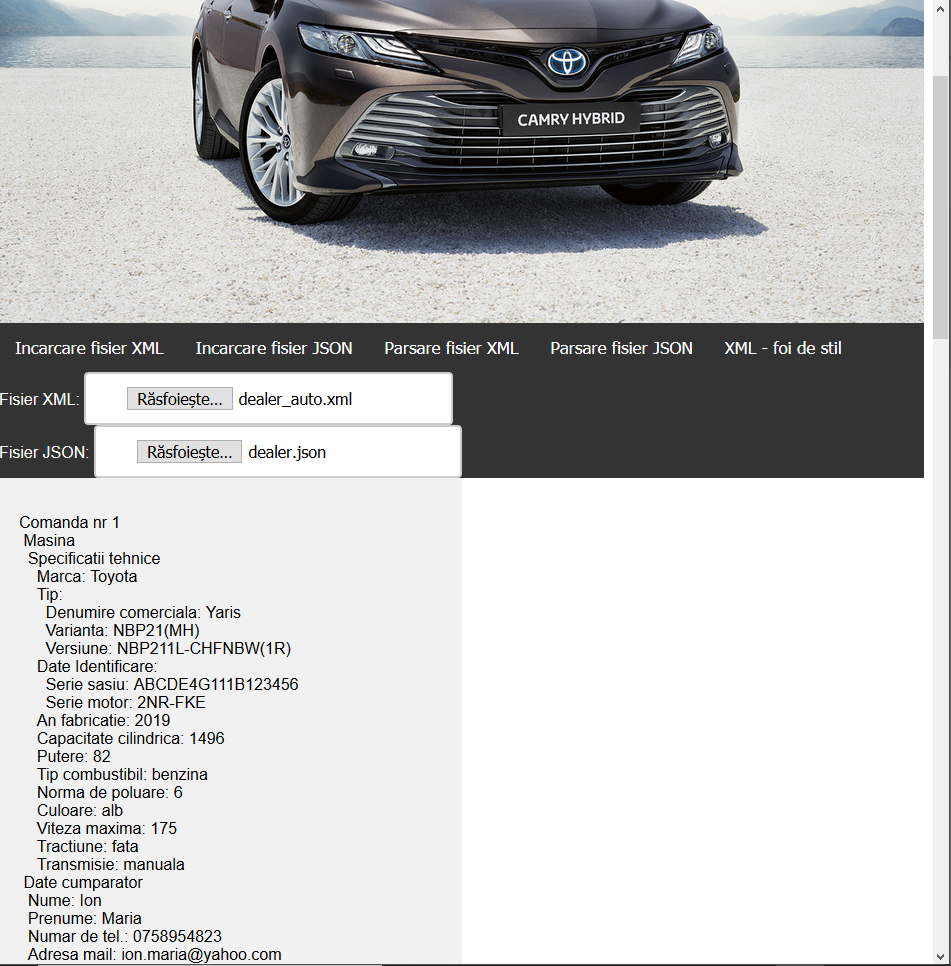 CAMRY HYBRID
Incarcare fisier XML Incarcare fisier JSON Parsare fisier XML Parsare fisier JSON XML - foi de stil
Fisier XML: Răsfoiește... dealer_auto.xml
Fisier JSON: Răsfoiește... dealer.json
Comanda nr 1
Masina
Specificatii tehnice
Marca: Toyota
Tip:
Denumire comerciala: Yaris
Varianta: NBP21(MH)
Versiune: NBP211L-CHFNBW(1R)
Date Identificare:
Serie sasiu: ABCDE4G111B123456
Serie motor: 2NR-FKE
An fabricatie: 2019
Capacitate cilindrica: 1496
Putere: 82
Tip combustibil: benzina
Norma de poluare: 6
Culoare: alb
Viteza maxima: 175
Tractiune: fata
Transmisie: manuala
Date cumparator
Nume: Ion
Prenume: Maria
Numar de tel.: 0758954823
Adresa mail: ion.maria@yahoo.com